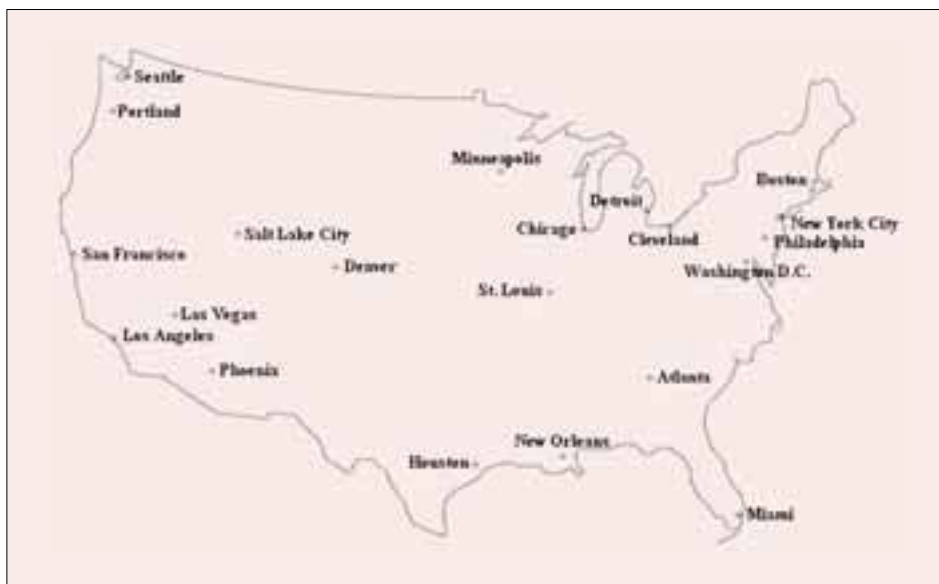 Seattle
Portland
Minneapolis
Boston
Detroit
New York City
Chicago
Salt Lake City
Cleveland
Philadelphia
San Francisco
Denver
Washington D.C.
St. Louis
Las Vegas
Los Angeles
Phoenix
Atlanta
New Orleans
Houston
Miami